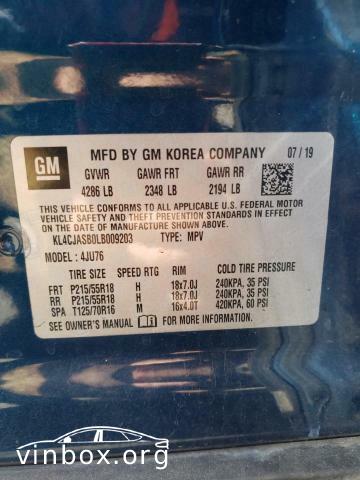 GM
MFD BY GM KOREA COMPANY 07 / 19
GVWR GAWR FRT GAWR RR
4286 LB 2348 LB 2194 LB
THIS VEHICLE CONFORMS TO ALL APPLICABLE U.S. FEDERAL MOTOR
VEHICLE SAFETY, BUMPER, AND THEFT PREVENTION STANDARDS
IN EFFECT ON THE DATE OF MANUFACTURE SHOWN ABOVE.
KL4CJASB0LB009203 TYPE: MPV
MODEL : 4JU76
TIRE SIZE SPEED RTG RIM COLD TIRE PRESSURE
FRT P215/55R18 H 18x7.0J 240KPA, 35 PSI
RR P215/55R18 H 18x7.0J 240KPA, 35 PSI
SPA T125/70R16 M 16x4.0T 420KPA, 60 PSI
SEE OWNER'S MANUAL FOR ADDITIONAL INFORMATION.
vinbox.org